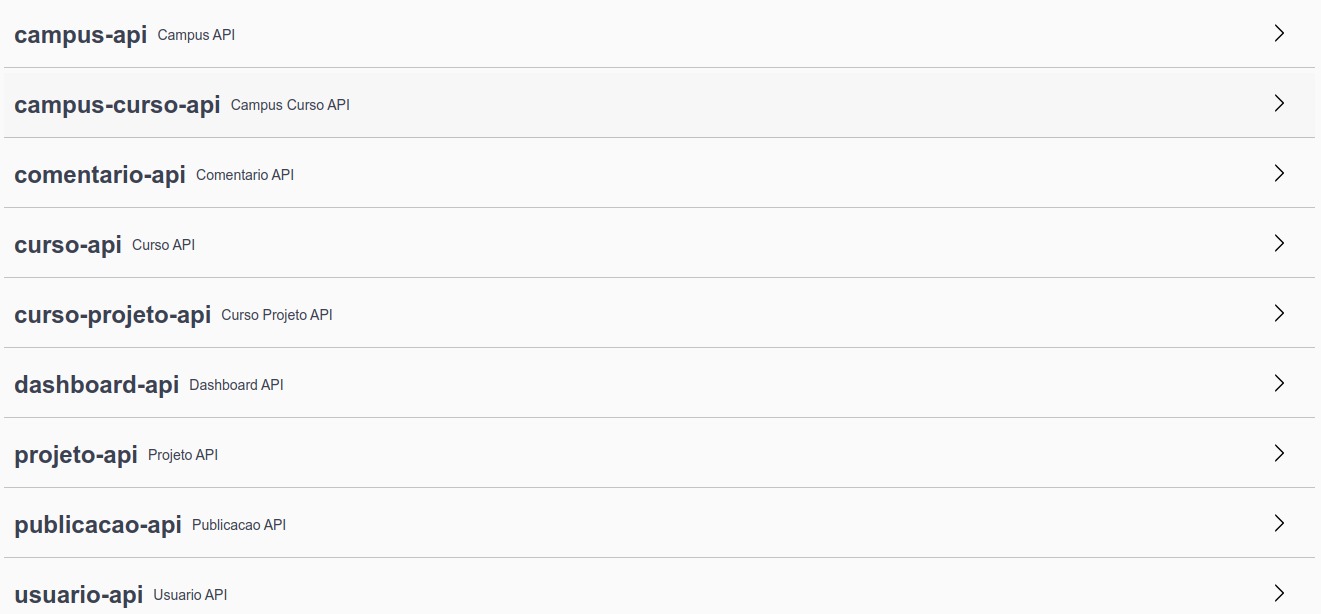 campus-api Campus API
campus-curso-api Campus Curso API
comentario-api Comentario API
curso-api Curso API
curso-projeto-api Curso Projeto API
dashboard-api Dashboard API
projeto-api Projeto API
publicacao-api Publicacao API
usuario-api Usuario API